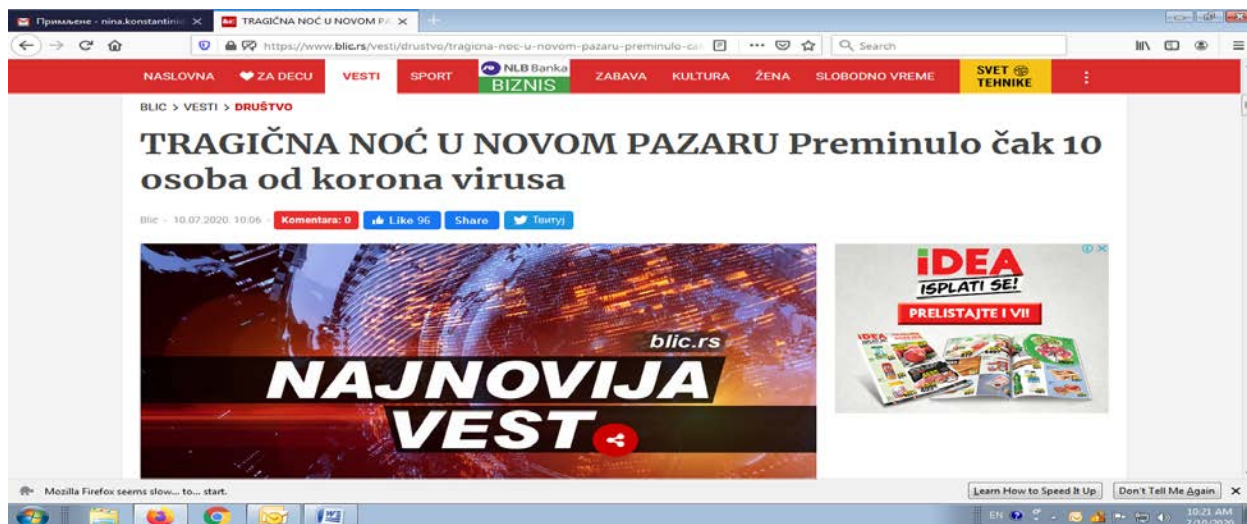 Примљене - nina.konstantini
TRAGIČNA NOĆ U NOVOM PA
https://www.blic.rs/vesti/drustvo/tragicna-noc-u-novom-pazaru-preminulo-ca
Search
NASLOVNA ZA DECU VESTI SPORT NLB Banka BIZNIS ZABAVA KULTURA ŽENA SLOBODNO VREME SVET TEHNIKE
BLIC > VESTI > DRUŠTVO
TRAGIČNA NOĆ U NOVOM PAZARU Preminulo čak 10
osoba od korona virusa
Blic - 10.07.2020. 10:06 - Komentara: 0 Like 96 Share Твитуј
blic.rs
NAJNOVIJA
VEST
iDEA
ISPLATI SE!
PRELISTAJTE I VI!
Mozilla Firefox seems slow... to... start.
Learn How to Speed It Up
Don't Tell Me Again
EN
10:21 AM
7/10/2020